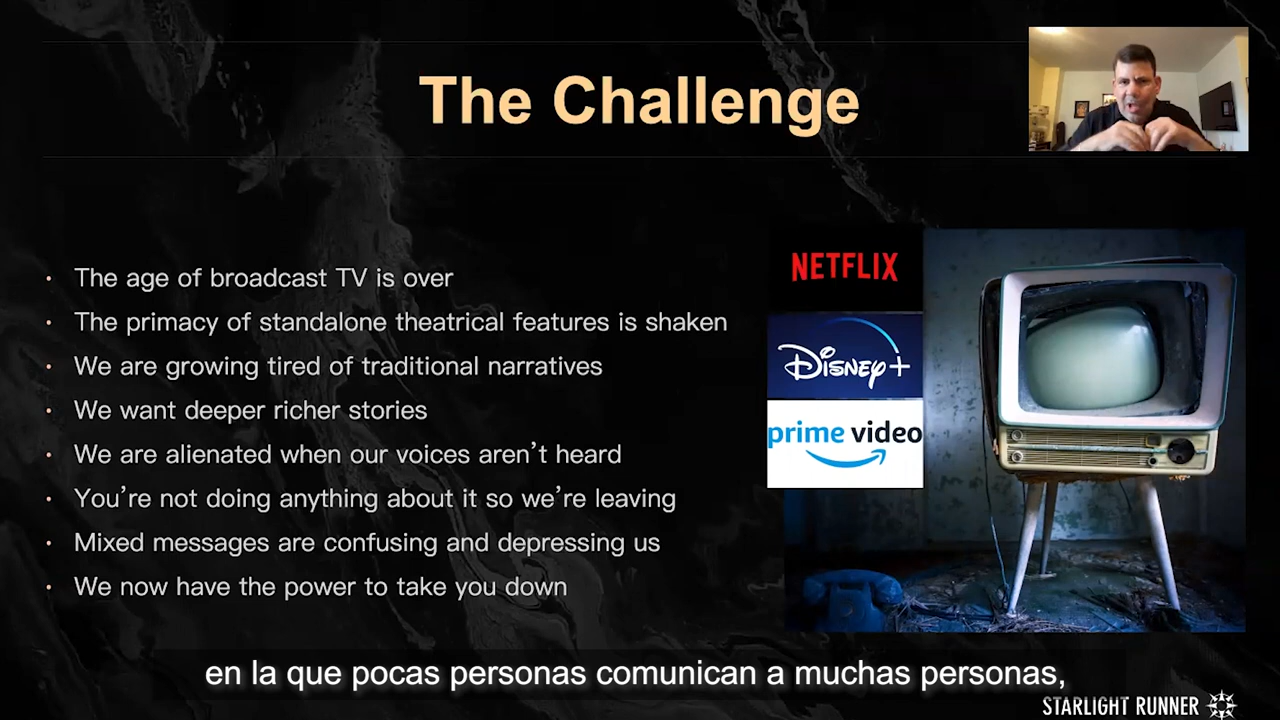 The Challenge
• The age of broadcast TV is over
• The primacy of standalone theatrical features is shaken
• We are growing tired of traditional narratives
• We want deeper richer stories
• We are alienated when our voices aren’t heard
• You’re not doing anything about it so we’re leaving
• Mixed messages are confusing and depressing us
• We now have the power to take you down
NETFLIX
Disney+
prime video
en la que pocas personas comunican a muchas personas,
STARLIGHT RUNNER